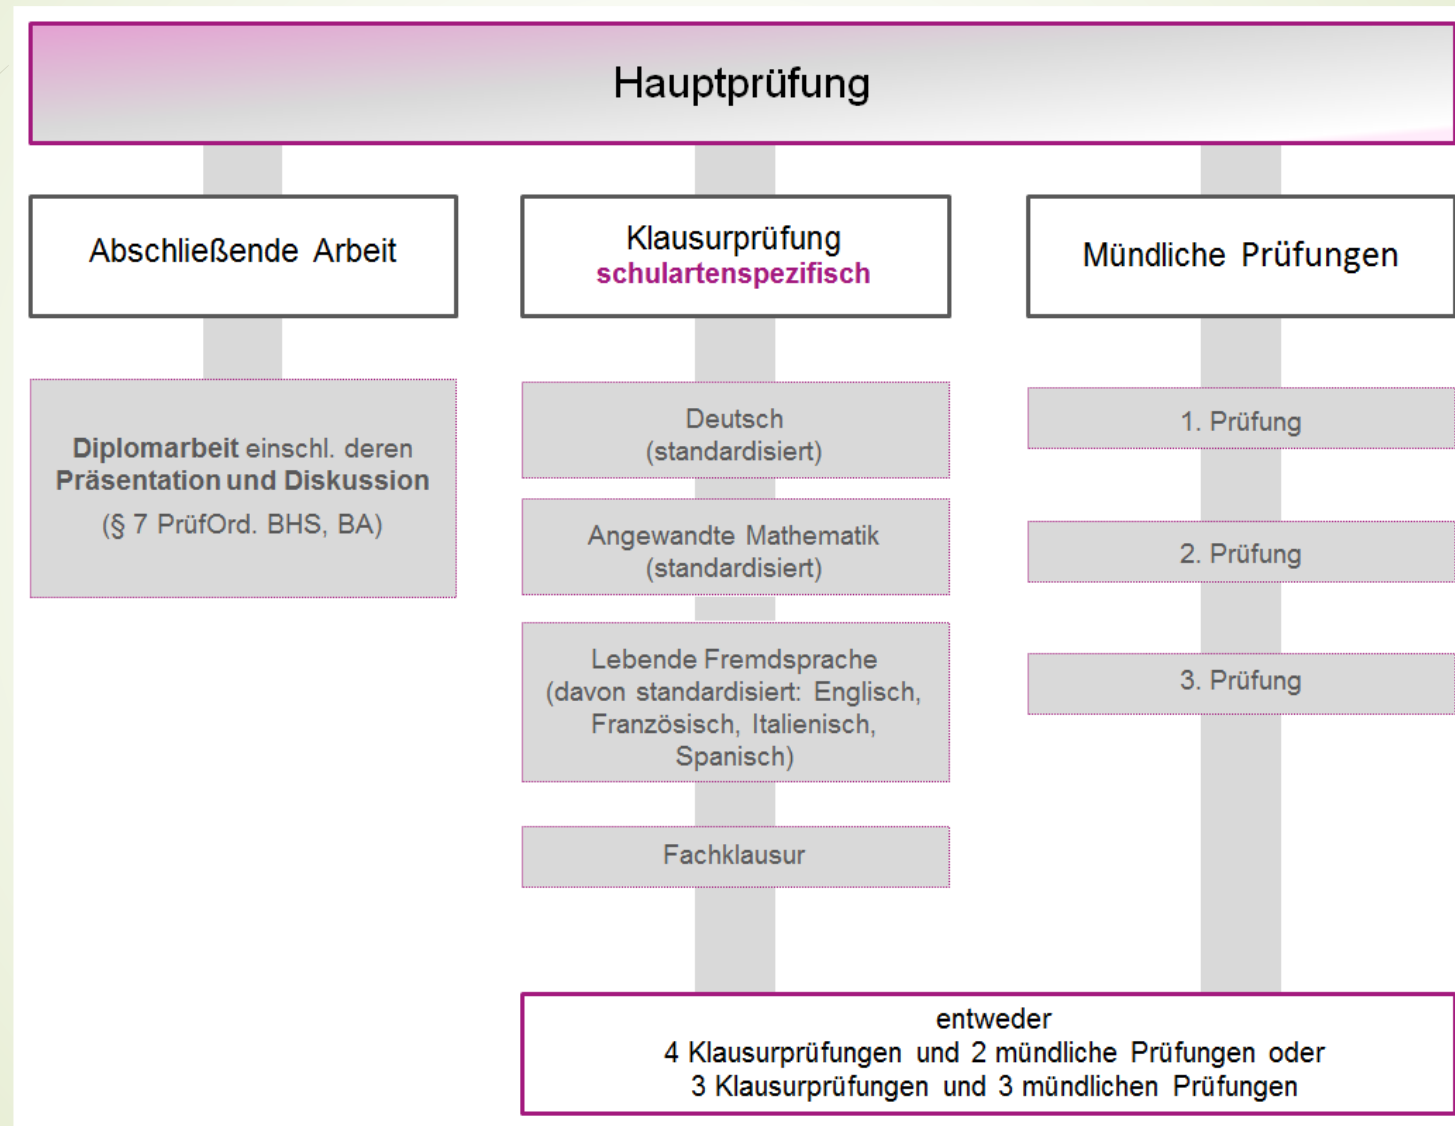 Hauptprüfung
Abschließende Arbeit
Diplomarbeit einschl. deren
Präsentation und Diskussion
(§ 7 PrüfOrd. BHS, BA)
Klausurprüfung
schulartenspezifisch
Deutsch
(standardisiert)
Angewandte Mathematik
(standardisiert)
Lebende Fremdsprache
(davon standardisiert: Englisch,
Französisch, Italienisch,
Spanisch)
Fachklausur
Mündliche Prüfungen
1. Prüfung
2. Prüfung
3. Prüfung
entweder
4 Klausurprüfungen und 2 mündliche Prüfungen oder
3 Klausurprüfungen und 3 mündlichen Prüfungen